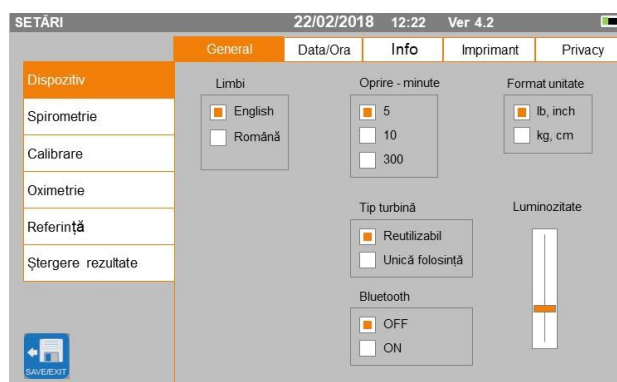 SETĂRI 22/02/2018 12:22 Ver 4.2
General Data/Ora Info Imprimant Privacy
Dispozitiv
Spirometrie
Calibrare
Oximetrie
Referință
Ștergere rezultate
SAVE/EXIT
Limbi
English
Română
Oprire - minute
5
10
300
Format unitate
lb, inch
kg, cm
Tip turbină
Reutilizabil
Unică folosință
Luminozitate
Bluetooth
OFF
ON